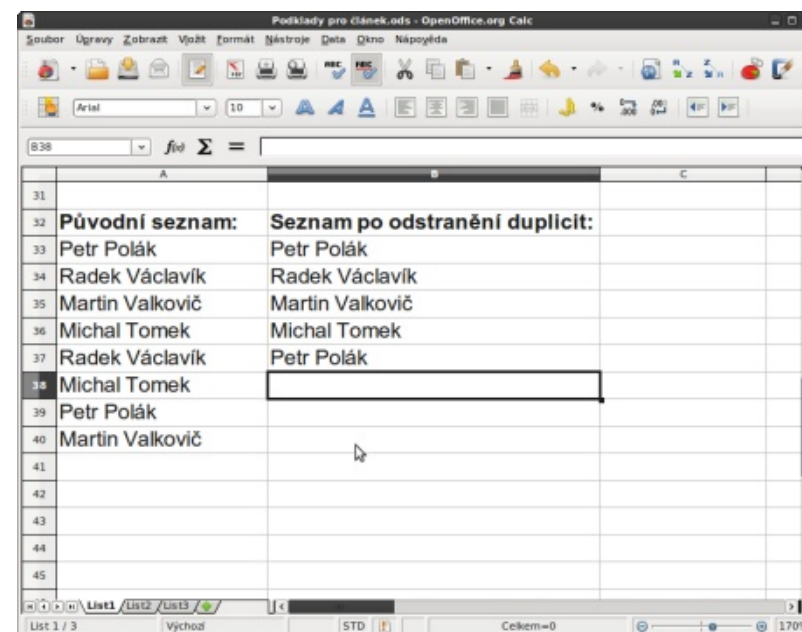 Podklady pro článek.ods - OpenOffice.org Calc
Soubor Úpravy Zobrazit Vložit Formát Nástroje Data Okno Nápověda
Arial 10
B38 f(x) Σ =
A B C
31
32 Původní seznam: Seznam po odstranění duplicit:
33 Petr Polák Petr Polák
34 Radek Václavík Radek Václavík
35 Martin Valkovič Martin Valkovič
36 Michal Tomek Michal Tomek
37 Radek Václavík Petr Polák
38 Michal Tomek
39 Petr Polák
40 Martin Valkovič
41
42
43
44
45
List1 List2 List3
List 1 / 3 Výchozí STD Celkem=0 170%